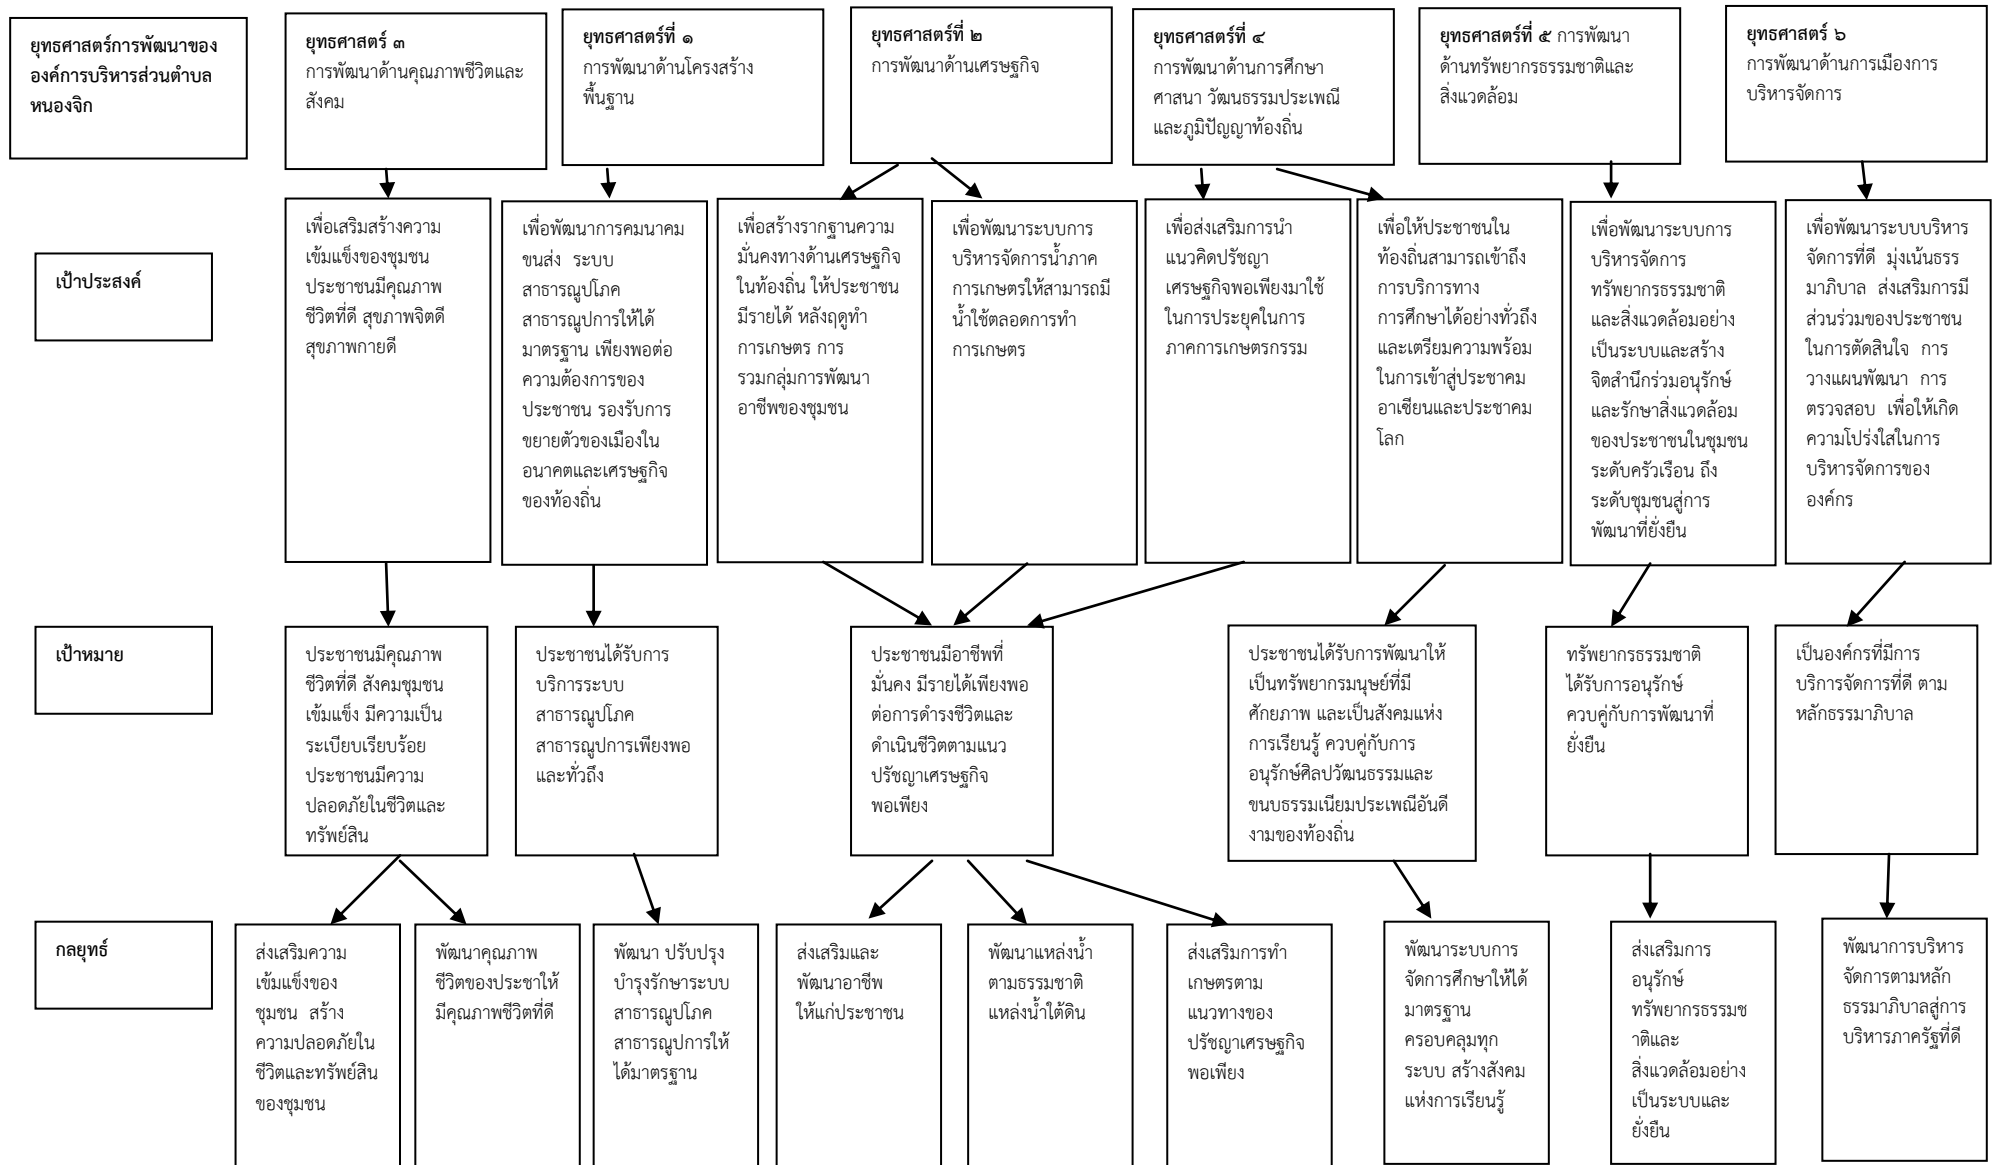 ยุทธศาสตร์การพัฒนาของ
องค์การบริหารส่วนตำบล
หนองจิก
ยุทธศาสตร์ ๓
การพัฒนาด้านคุณภาพชีวิตและ
สังคม
ยุทธศาสตร์ที่ ๑
การพัฒนาด้านโครงสร้าง
พื้นฐาน
ยุทธศาสตร์ที่ ๒
การพัฒนาด้านเศรษฐกิจ
ยุทธศาสตร์ที่ ๔
การพัฒนาด้านการศึกษา
ศาสนา วัฒนธรรมประเพณี
และภูมิปัญญาท้องถิ่น
ยุทธศาสตร์ที่ ๕ การพัฒนา
ด้านทรัพยากรธรรมชาติและ
สิ่งแวดล้อม
ยุทธศาสตร์ ๖
การพัฒนาด้านการเมืองการ
บริหารจัดการ
เป้าประสงค์
เพื่อเสริมสร้างความ
เข้มแข็งของชุมชน
ประชาชนมีคุณภาพ
ชีวิตที่ดี สุขภาพจิตดี
สุขภาพกายดี
เพื่อพัฒนาการคมนาคม
ขนส่ง ระบบ
สาธารณูปโภค
สาธารณูปการให้ได้
มาตรฐาน เพียงพอต่อ
ความต้องการของ
ประชาชน รองรับการ
ขยายตัวของเมืองใน
อนาคตและเศรษฐกิจ
ของท้องถิ่น
เพื่อสร้างรากฐานความ
มั่นคงทางด้านเศรษฐกิจ
ในท้องถิ่น ให้ประชาชน
มีรายได้ หลังฤดูทำ
การเกษตร การ
รวมกลุ่มการพัฒนา
อาชีพของชุมชน
เพื่อพัฒนาระบบการ
บริหารจัดการน้ำภาค
การเกษตรให้สามารถมี
น้ำใช้ตลอดการทำ
การเกษตร
เพื่อส่งเสริมการนำ
แนวคิดปรัชญา
เศรษฐกิจพอเพียงมาใช้
ในการประยุคในการ
ภาคการเกษตรกรรม
เพื่อให้ประชาชนใน
ท้องถิ่นสามารถเข้าถึง
การบริการทาง
การศึกษาได้อย่างทั่วถึง
และเตรียมความพร้อม
ในการเข้าสู่ประชาคม
อาเซียนและประชาคม
โลก
เพื่อพัฒนาระบบการ
บริหารจัดการ
ทรัพยากรธรรมชาติ
และสิ่งแวดล้อมอย่าง
เป็นระบบและสร้าง
จิตสำนึกร่วมอนุรักษ์
และรักษาสิ่งแวดล้อม
ของประชาชนในชุมชน
ระดับครัวเรือน ถึง
ระดับชุมชนสู่การ
พัฒนาที่ยั่งยืน
เพื่อพัฒนาระบบบริหาร
จัดการที่ดี มุ่งเน้นธรร
มาภิบาล ส่งเสริมการมี
ส่วนร่วมของประชาชน
ในการตัดสินใจ การ
วางแผนพัฒนา การ
ตรวจสอบ เพื่อให้เกิด
ความโปร่งใสในการ
บริหารจัดการของ
องค์กร
เป้าหมาย
ประชาชนมีคุณภาพ
ชีวิตที่ดี สังคมชุมชน
เข้มแข็ง มีความเป็น
ระเบียบเรียบร้อย
ประชาชนมีความ
ปลอดภัยในชีวิตและ
ทรัพย์สิน
ประชาชนได้รับการ
บริการระบบ
สาธารณูปโภค
สาธารณูปการเพียงพอ
และทั่วถึง
ประชาชนมีอาชีพที่
มั่นคง มีรายได้เพียงพอ
ต่อการดำรงชีวิตและ
ดำเนินชีวิตตามแนว
ปรัชญาเศรษฐกิจ
พอเพียง
ประชาชนได้รับการพัฒนาให้
เป็นทรัพยากรมนุษย์ที่มี
ศักยภาพ และเป็นสังคมแห่ง
การเรียนรู้ ควบคู่กับการ
อนุรักษ์ศิลปวัฒนธรรมและ
ขนบธรรมเนียมประเพณีอันดี
งามของท้องถิ่น
ทรัพยากรธรรมชาติ
ได้รับการอนุรักษ์
ควบคู่กับการพัฒนาที่
ยั่งยืน
เป็นองค์กรที่มีการ
บริการจัดการที่ดี ตาม
หลักธรรมาภิบาล
กลยุทธ์
ส่งเสริมความ
เข้มแข็งของ
ชุมชน สร้าง
ความปลอดภัยใน
ชีวิตและทรัพย์สิน
ของชุมชน
พัฒนาคุณภาพ
ชีวิตของประชาให้
มีคุณภาพชีวิตที่ดี
พัฒนา ปรับปรุง
บำรุงรักษาระบบ
สาธารณูปโภค
สาธารณูปการให้
ได้มาตรฐาน
ส่งเสริมและ
พัฒนาอาชีพ
ให้แก่ประชาชน
พัฒนาแหล่งน้ำ
ตามธรรมชาติ
แหล่งน้ำใต้ดิน
ส่งเสริมการทำ
เกษตรตาม
แนวทางของ
ปรัชญาเศรษฐกิจ
พอเพียง
พัฒนาระบบการ
จัดการศึกษาให้ได้
มาตรฐาน
ครอบคลุมทุก
ระบบ สร้างสังคม
แห่งการเรียนรู้
ส่งเสริมการ
อนุรักษ์
ทรัพยากรธรรมช
าติและ
สิ่งแวดล้อมอย่าง
เป็นระบบและ
ยั่งยืน
พัฒนาการบริหาร
จัดการตามหลัก
ธรรมาภิบาลสู่การ
บริหารภาครัฐที่ดี